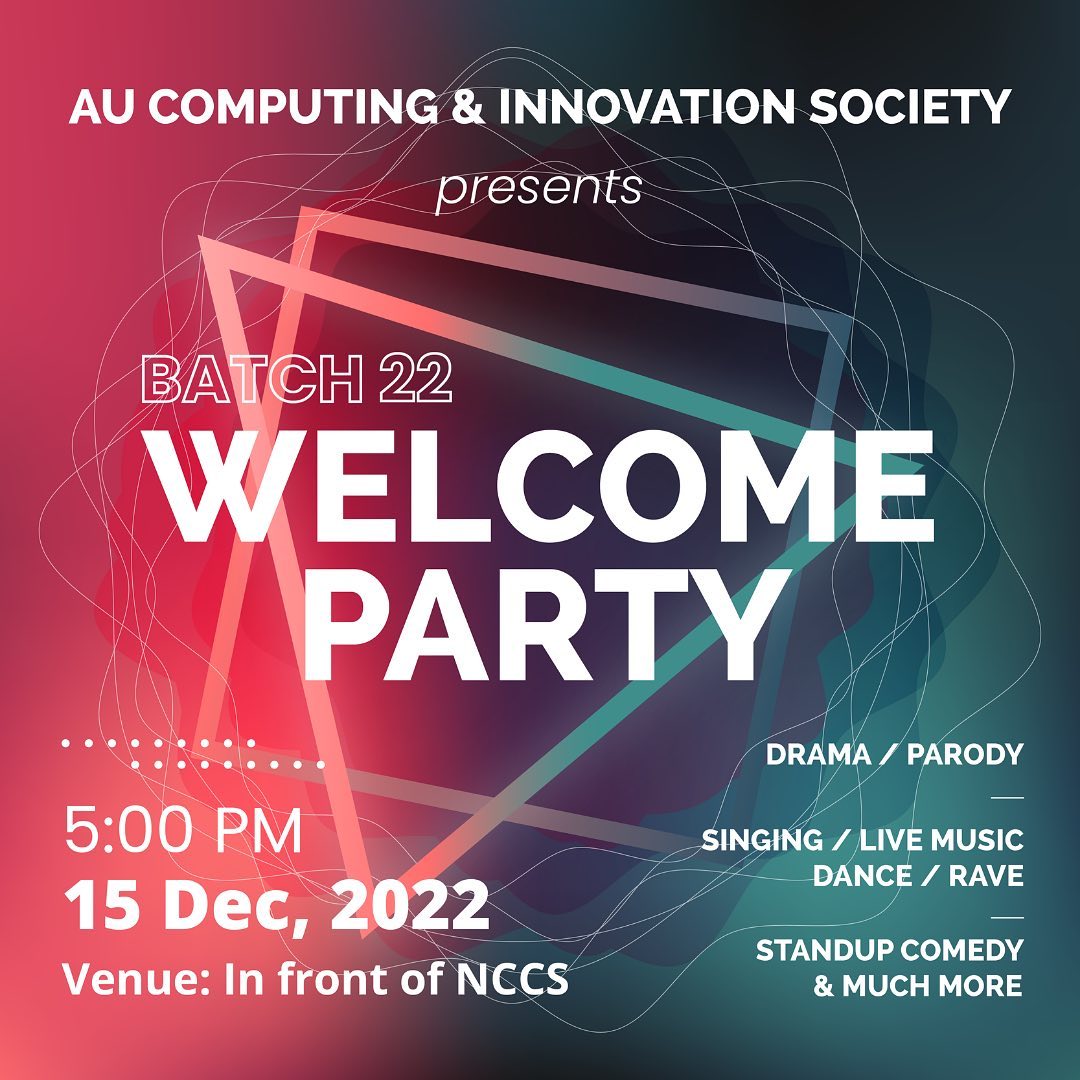 AU COMPUTING & INNOVATION SOCIETY
presents
BATCH 22
WELCOME
PARTY
5:00 PM
15 Dec, 2022
Venue: In front of NCCS
DRAMA / PARODY
SINGING / LIVE MUSIC
DANCE / RAVE
STANDUP COMEDY
& MUCH MORE